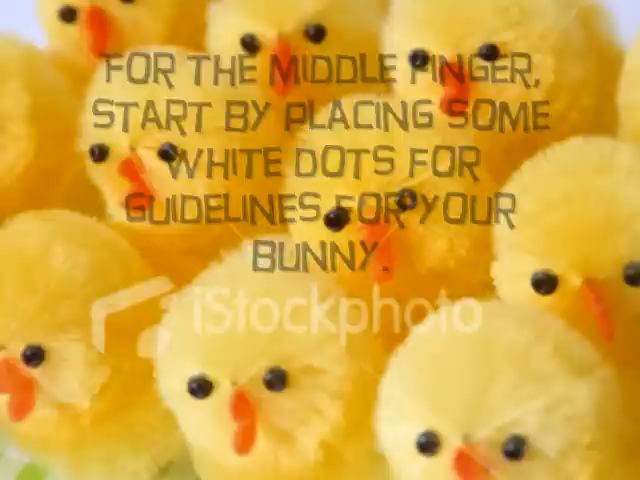 FOR THE MIDDLE FINGER,
START BY PLACING SOME
WHITE DOTS FOR
GUIDELINES FOR YOUR
BUNNY.
iStockphoto